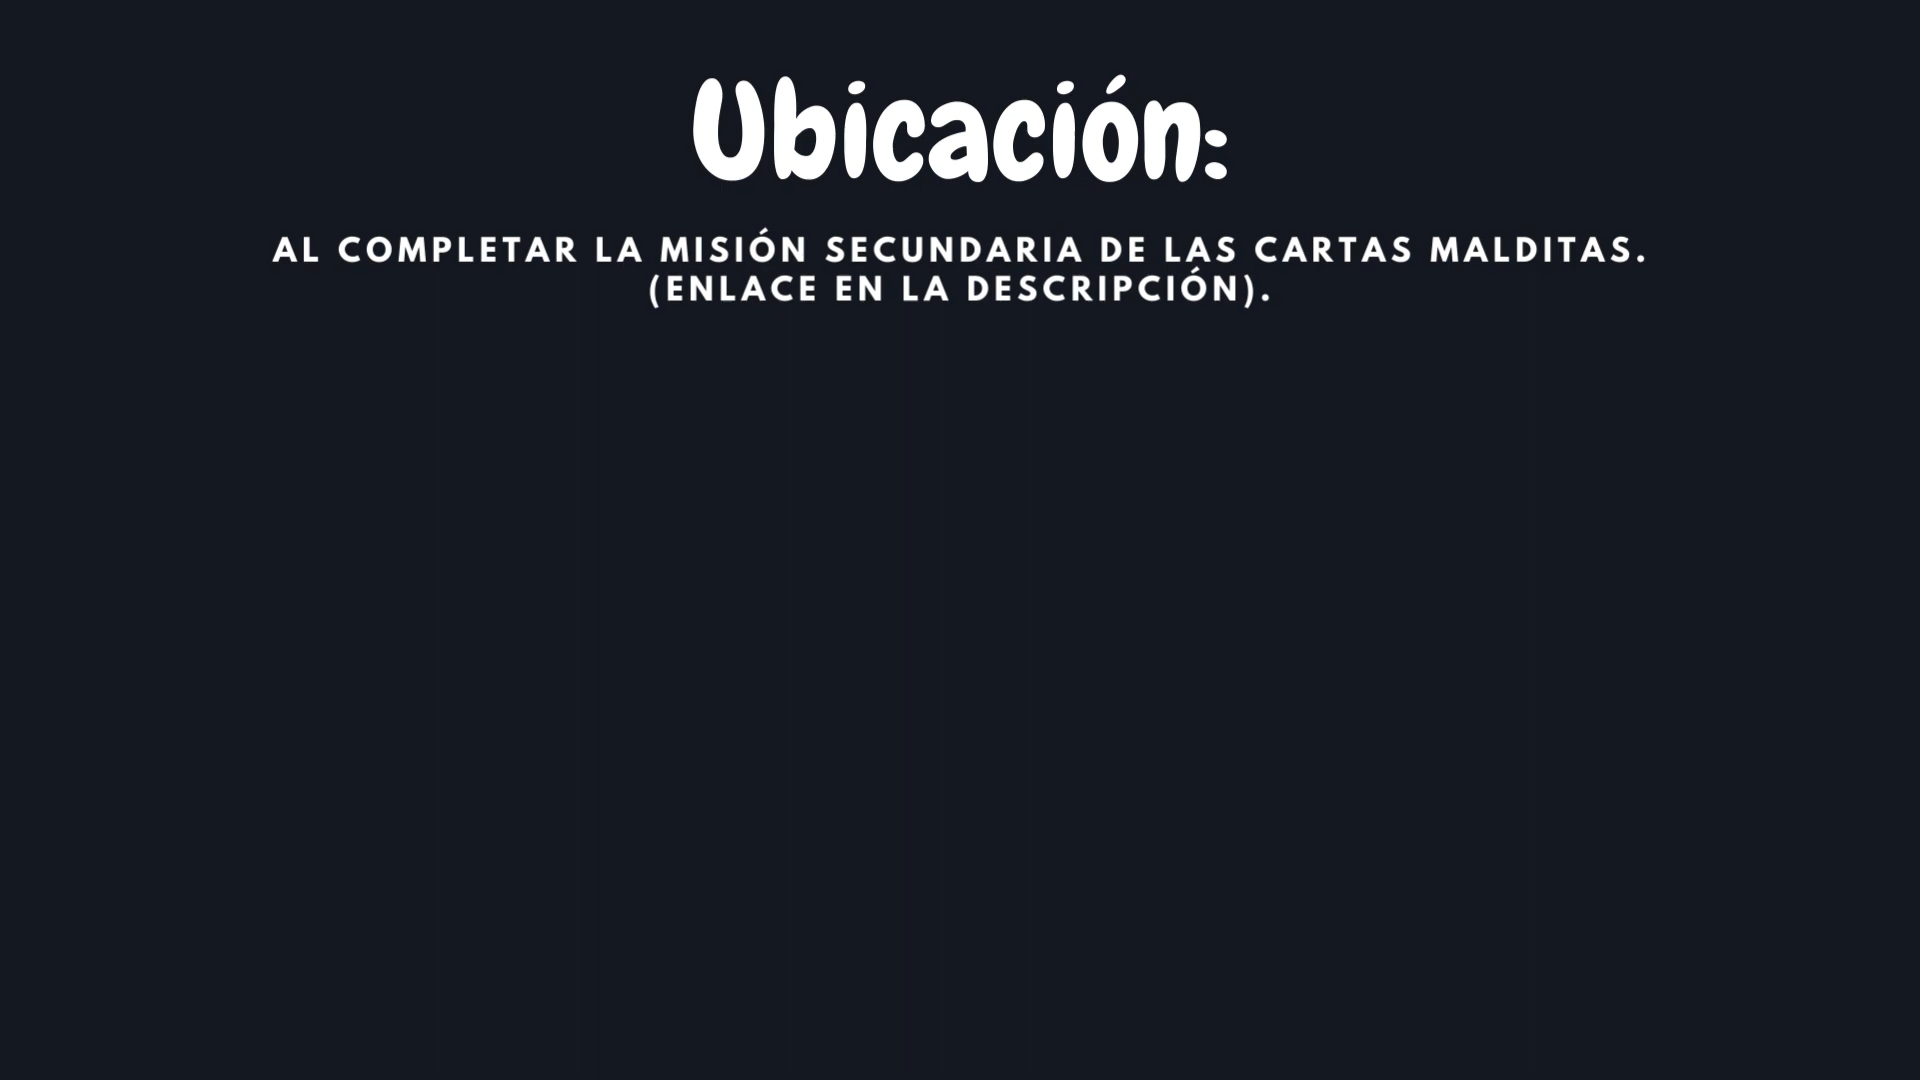 Ubicación:
AL COMPLETAR LA MISIÓN SECUNDARIA DE LAS CARTAS MALDITAS.
(ENLACE EN LA DESCRIPCIÓN).